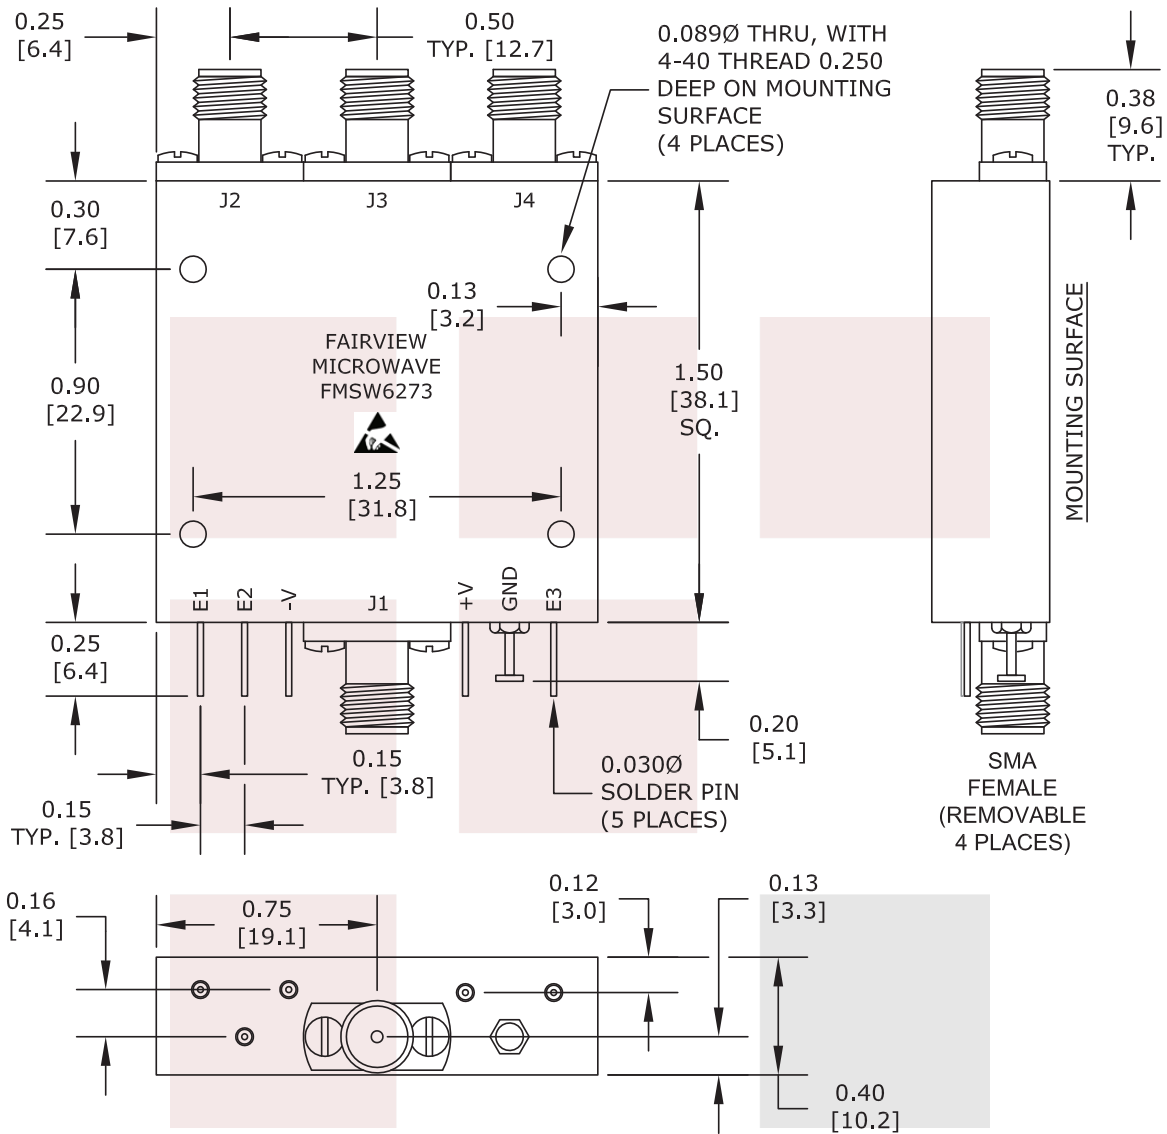 0.25
[6.4]
0.50
TYP. [12.7]
0.089Ø THRU, WITH
4-40 THREAD 0.250
DEEP ON MOUNTING
SURFACE
(4 PLACES)
0.38
[9.6]
TYP.
J2
J3
J4
0.30
[7.6]
0.13
[3.2]
FAIRVIEW
MICROWAVE
FMSW6273
0.90
[22.9]
1.50
[38.1]
SQ.
MOUNTING SURFACE
1.25
[31.8]
E1
E2
-V
J1
+V
GND
E3
0.25
[6.4]
0.20
[5.1]
0.15
TYP. [3.8]
0.030Ø
SOLDER PIN
(5 PLACES)
SMA
FEMALE
(REMOVABLE
4 PLACES)
0.15
TYP. [3.8]
0.16
[4.1]
0.75
[19.1]
0.12
[3.0]
0.13
[3.3]
0.40
[10.2]